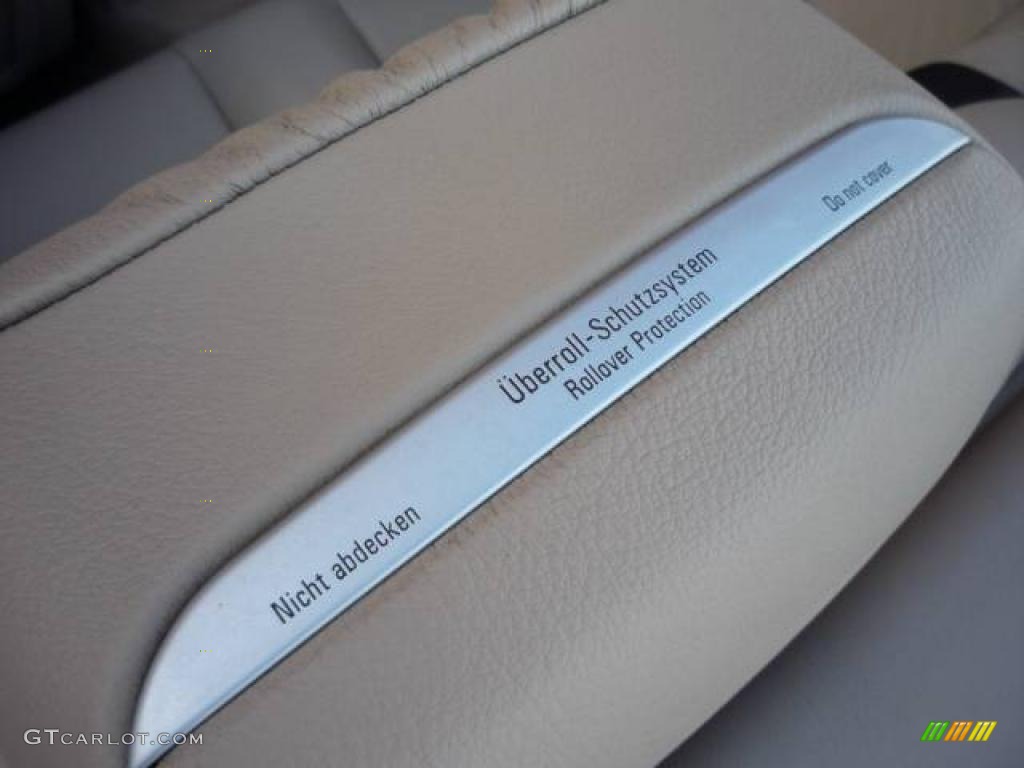 Nicht abdecken
Überroll-Schutzsystem
Rollover Protection
Do not cover
GTCARLOT.COM